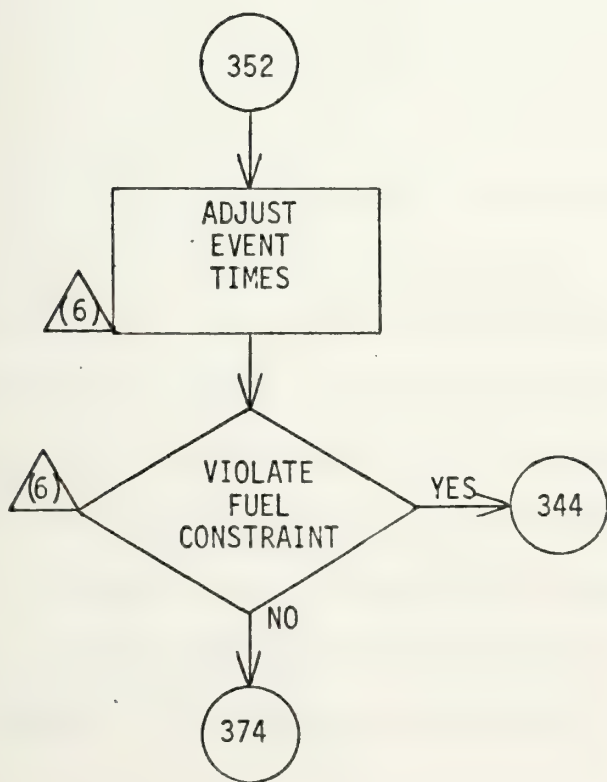 352
ADJUST
EVENT
TIMES
(6)
(6)
VIOLATE
FUEL
CONSTRAINT
YES
344
NO
374